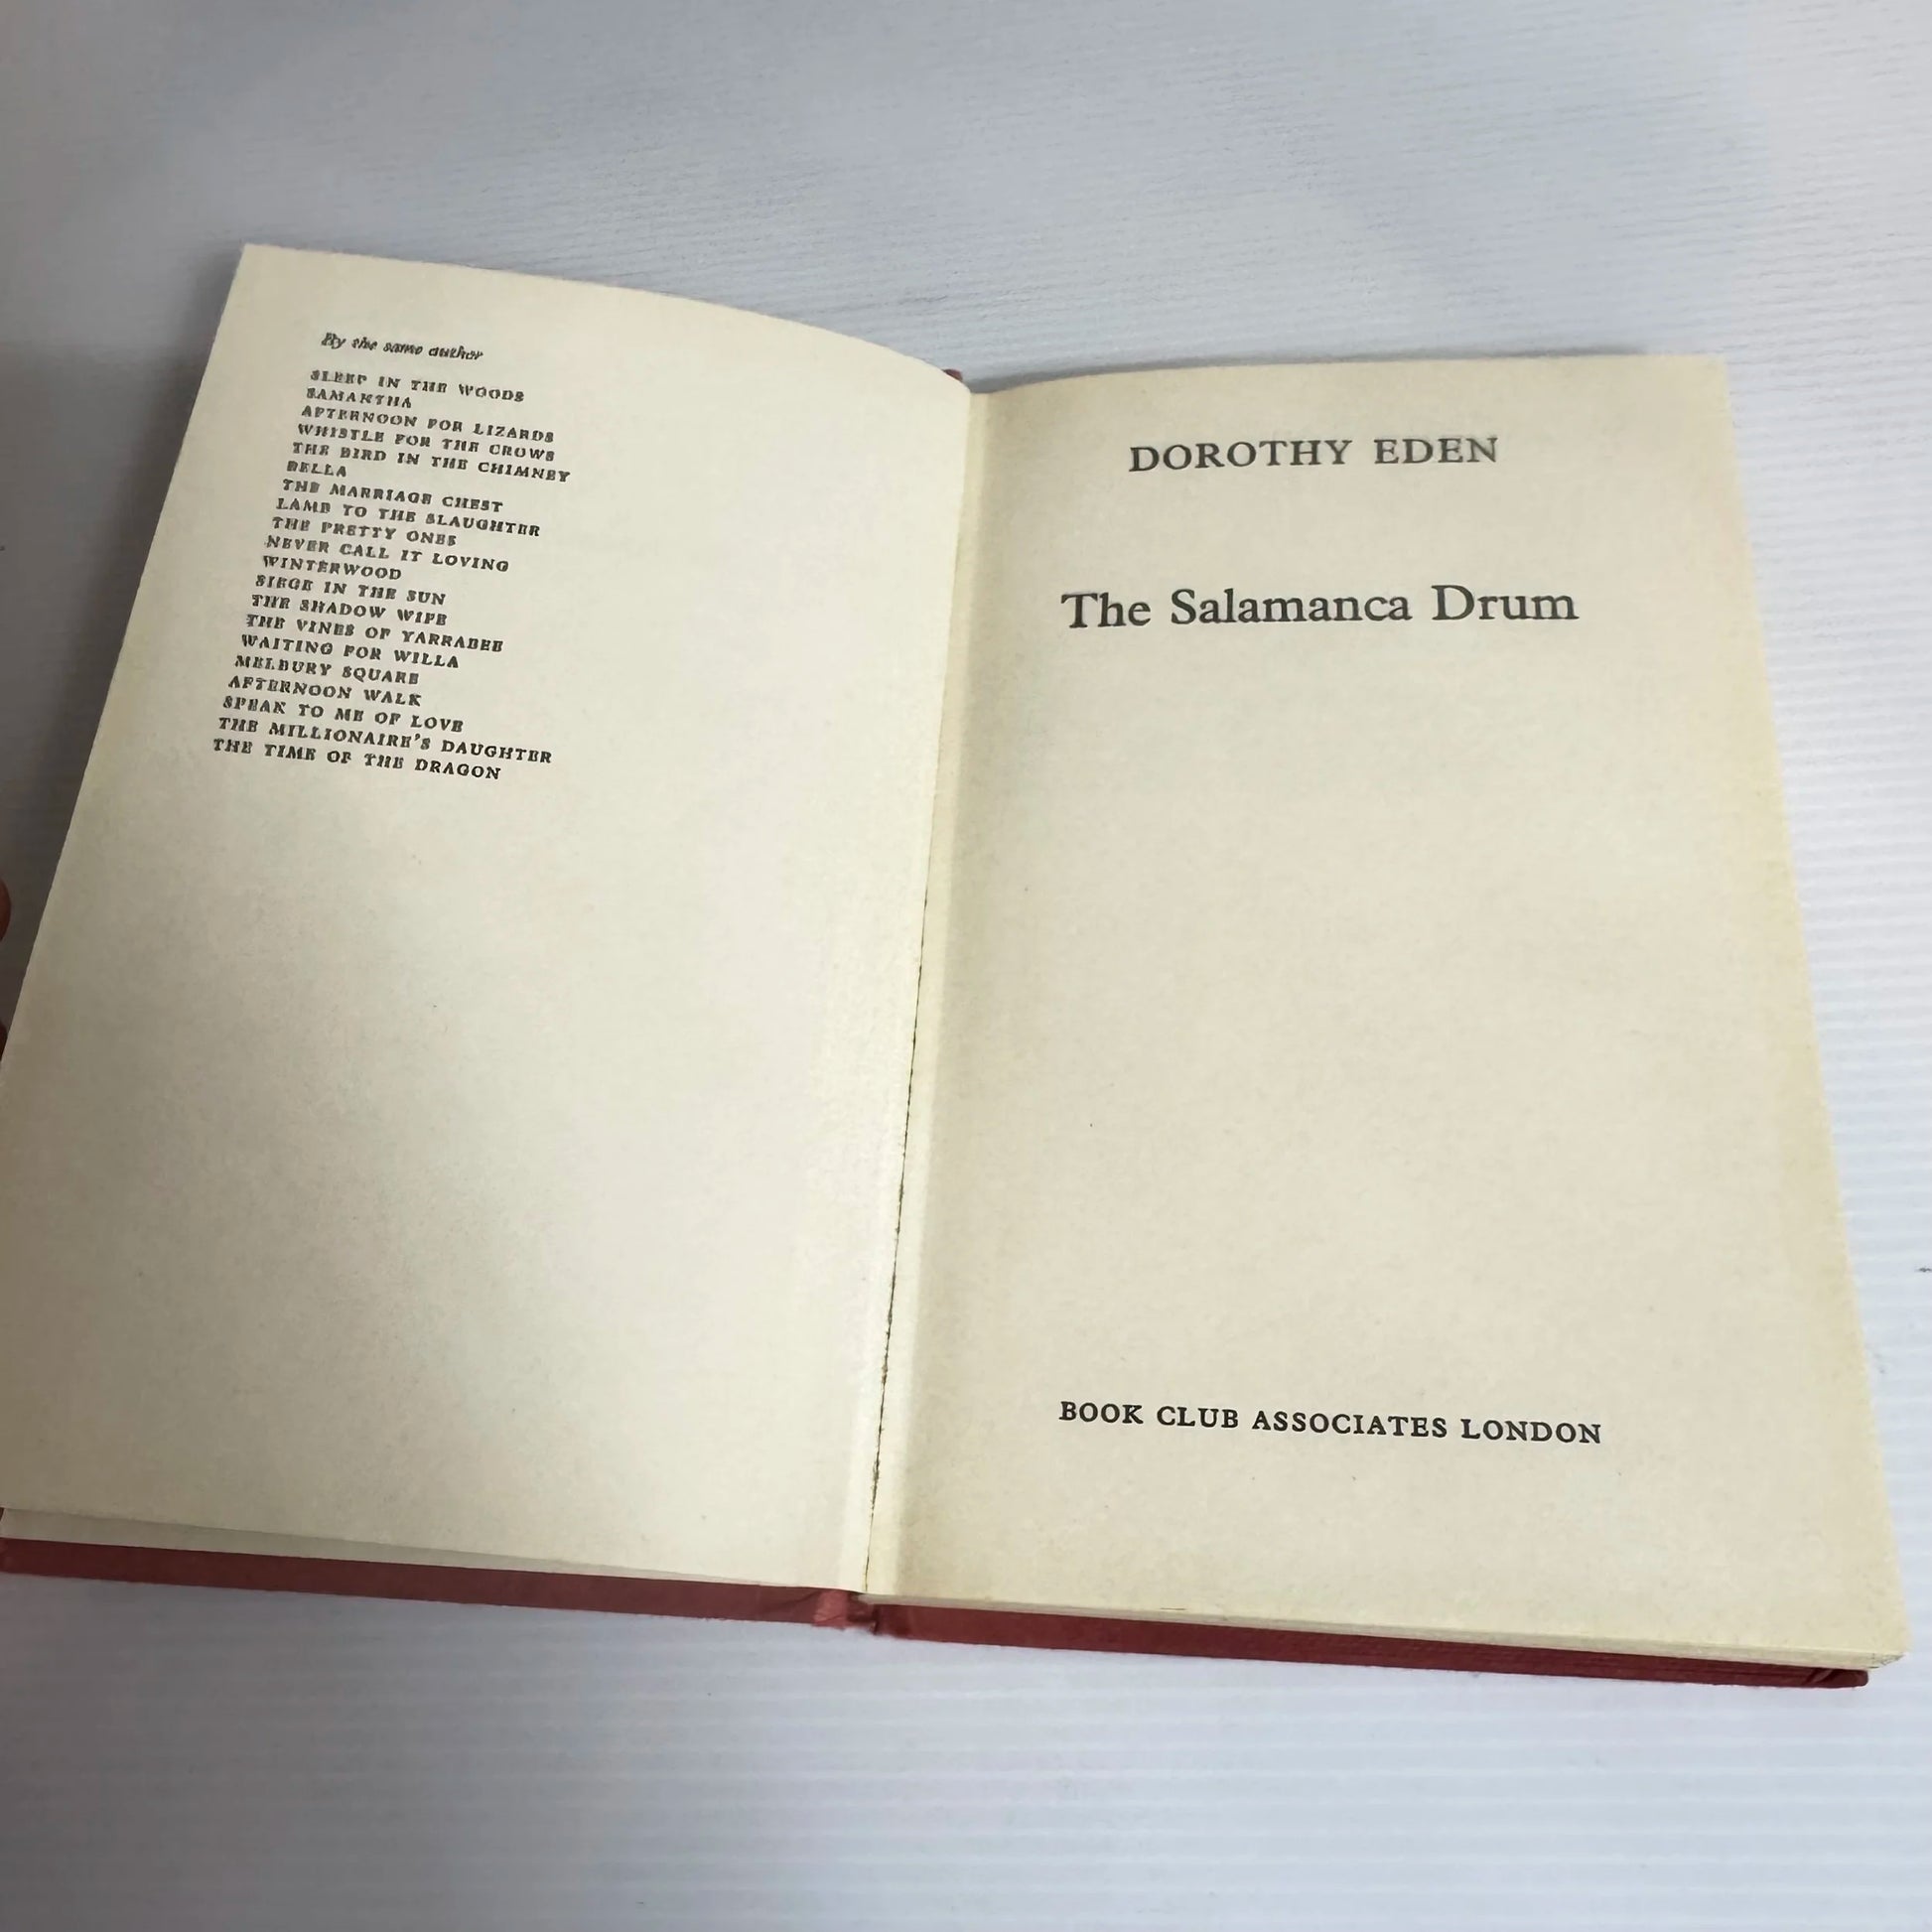 By the same author
SLEEP IN THE WOODS
SAMANTHA
AFTERNOON FOR LIZARDS
WHISTLE FOR THE CROWS
THE BIRD IN THE CHIMNEY
BELLA
THE MARRIAGE CHEST
LAMB TO THE SLAUGHTER
THE PRETTY ONES
NEVER CALL IT LOVING
WINTERWOOD
SIEGE IN THE SUN
THE SHADOW WIFE
THE VINES OF YARRABEE
WAITING FOR WILLA
MELBURY SQUARE
AFTERNOON WALK
SPEAK TO ME OF LOVE
THE MILLIONAIRE'S DAUGHTER
THE TIME OF THE DRAGON
DOROTHY EDEN
The Salamanca Drum
BOOK CLUB ASSOCIATES LONDON